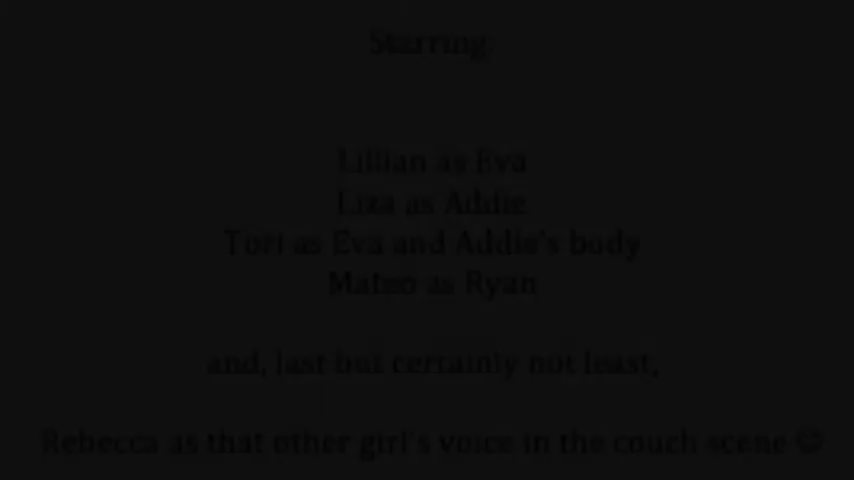 Starring
Lillian as Eva
Liza as Addie
Tori as Eva and Addie's body
Mateo as Ryan
and, last but certainly not least,
Rebecca as that other girl's voice in the couch scene ☺